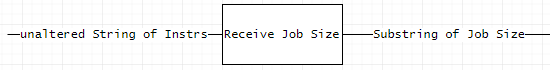 unaltered String of Instrs
Receive Job Size
Substring of Job Size